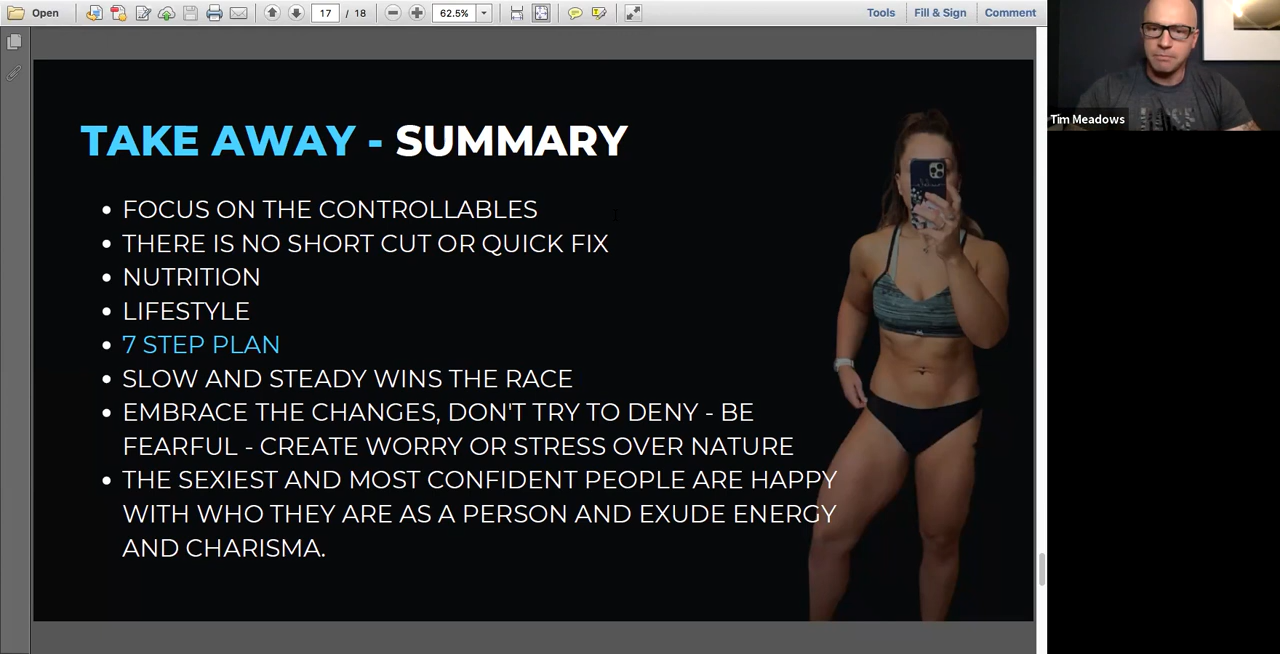 Open
17 / 18
62.5%
Tools
Fill & Sign
Comment
Tim Meadows
TAKE AWAY - SUMMARY
• FOCUS ON THE CONTROLLABLES
• THERE IS NO SHORT CUT OR QUICK FIX
• NUTRITION
• LIFESTYLE
• 7 STEP PLAN
• SLOW AND STEADY WINS THE RACE
• EMBRACE THE CHANGES, DON'T TRY TO DENY - BE
FEARFUL - CREATE WORRY OR STRESS OVER NATURE
• THE SEXIEST AND MOST CONFIDENT PEOPLE ARE HAPPY
WITH WHO THEY ARE AS A PERSON AND EXUDE ENERGY
AND CHARISMA.